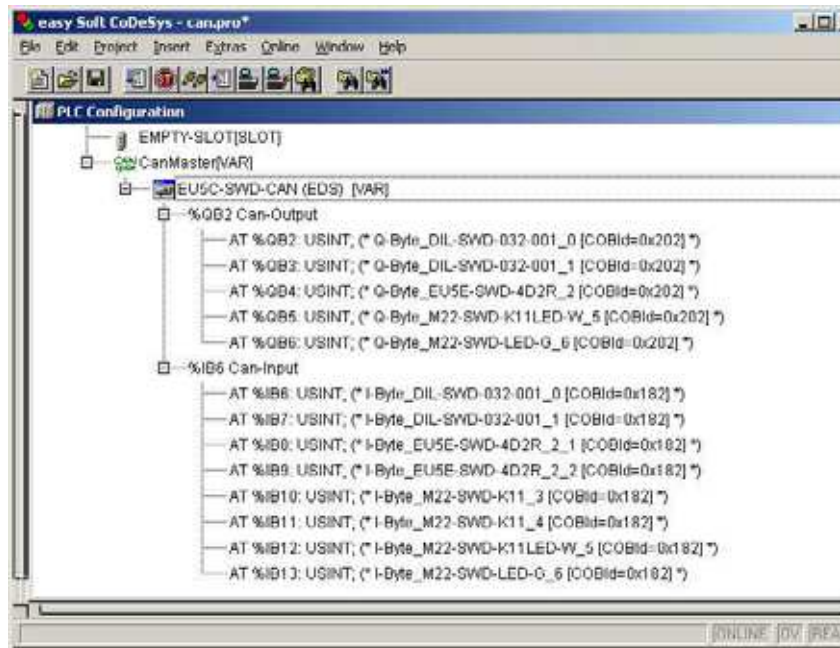 easy Soft CoDeSys - can.pro*
File Edit Project Insert Extras Online Window Help
PLC Configuration
EMPTY-SLOT[SLOT]
CanMaster[VAR]
EU5C-SWD-CAN (EDS) [VAR]
%QB2 Can-Output
AT %QB2: USINT; (* Q-Byte_DIL-SWD-032-001_0 [COBId=0x202] *)
AT %QB3: USINT; (* Q-Byte_DIL-SWD-032-001_1 [COBId=0x202] *)
AT %QB4: USINT; (* Q-Byte_EU5E-SWD-4D2R_2 [COBId=0x202] *)
AT %QB5: USINT; (* Q-Byte_M22-SWD-K11LED-W_5 [COBId=0x202] *)
AT %QB6: USINT; (* Q-Byte_M22-SWD-LED-G_6 [COBId=0x202] *)
%IB6 Can-Input
AT %IB6: USINT; (* I-Byte_DIL-SWD-032-001_0 [COBId=0x182] *)
AT %IB7: USINT; (* I-Byte_DIL-SWD-032-001_1 [COBId=0x182] *)
AT %IB8: USINT; (* I-Byte_EU5E-SWD-4D2R_2_1 [COBId=0x182] *)
AT %IB9: USINT; (* I-Byte_EU5E-SWD-4D2R_2_2 [COBId=0x182] *)
AT %IB10: USINT; (* I-Byte_M22-SWD-K11_3 [COBId=0x182] *)
AT %IB11: USINT; (* I-Byte_M22-SWD-K11_4 [COBId=0x182] *)
AT %IB12: USINT; (* I-Byte_M22-SWD-K11LED-W_5 [COBId=0x182] *)
AT %IB13: USINT; (* I-Byte_M22-SWD-LED-G_6 [COBId=0x182] *)
ONLINE OV REA